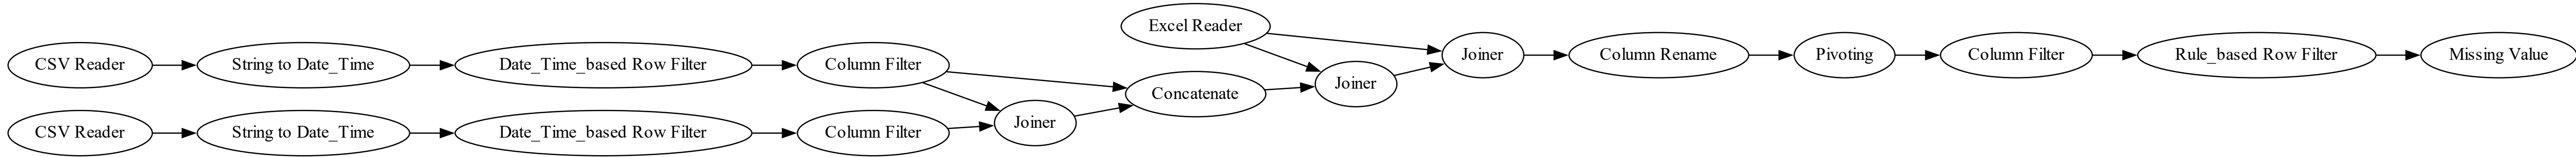 CSV Reader
String to Date_Time
Date_Time_based Row Filter
Column Filter
CSV Reader
String to Date_Time
Date_Time_based Row Filter
Column Filter
Joiner
Concatenate
Excel Reader
Joiner
Joiner
Column Rename
Pivoting
Column Filter
Rule_based Row Filter
Missing Value